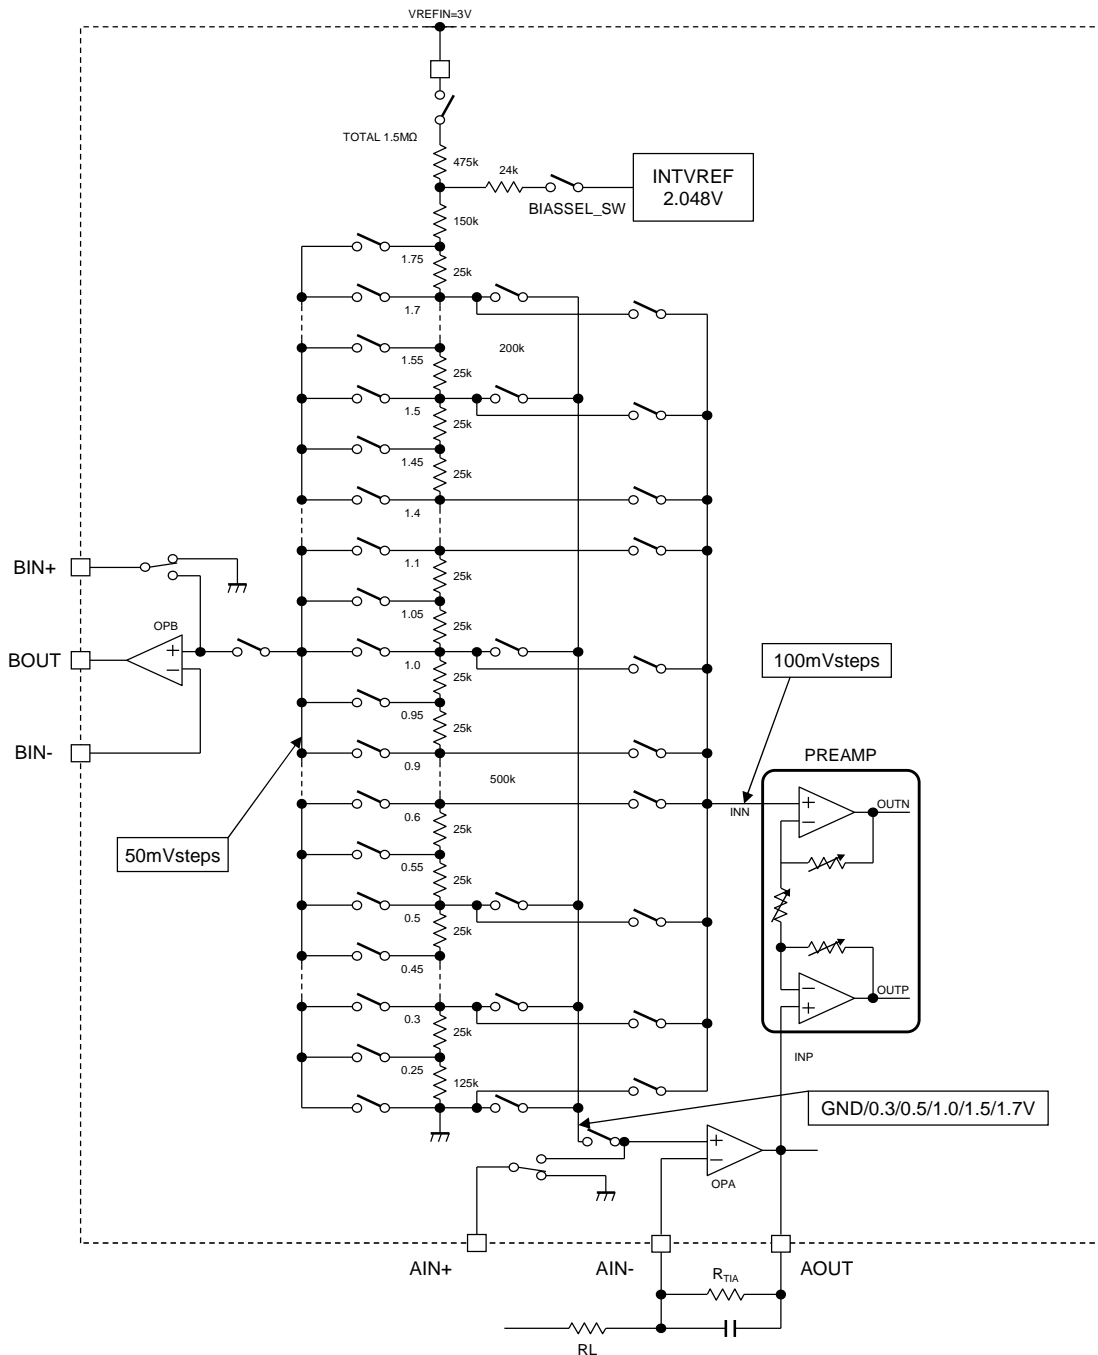 VREFIN=3V
TOTAL 1.5MΩ
475k
24k
INTVREF
2.048V
BIASSEL_SW
150k
1.75
25k
1.7
200k
1.55
25k
1.5
25k
1.45
25k
1.4
1.1
25k
1.05
25k
1.0
25k
0.95
25k
0.9
500k
0.6
25k
0.55
25k
0.5
25k
0.45
0.3
25k
0.25
125k
BIN+
OPB
+
−
BOUT
BIN-
50mVsteps
100mVsteps
PREAMP
INN
+
−
OUTN
−
+
OUTP
INP
GND/0.3/0.5/1.0/1.5/1.7V
+
−
OPA
AIN+
AIN-
AOUT
RTIA
RL